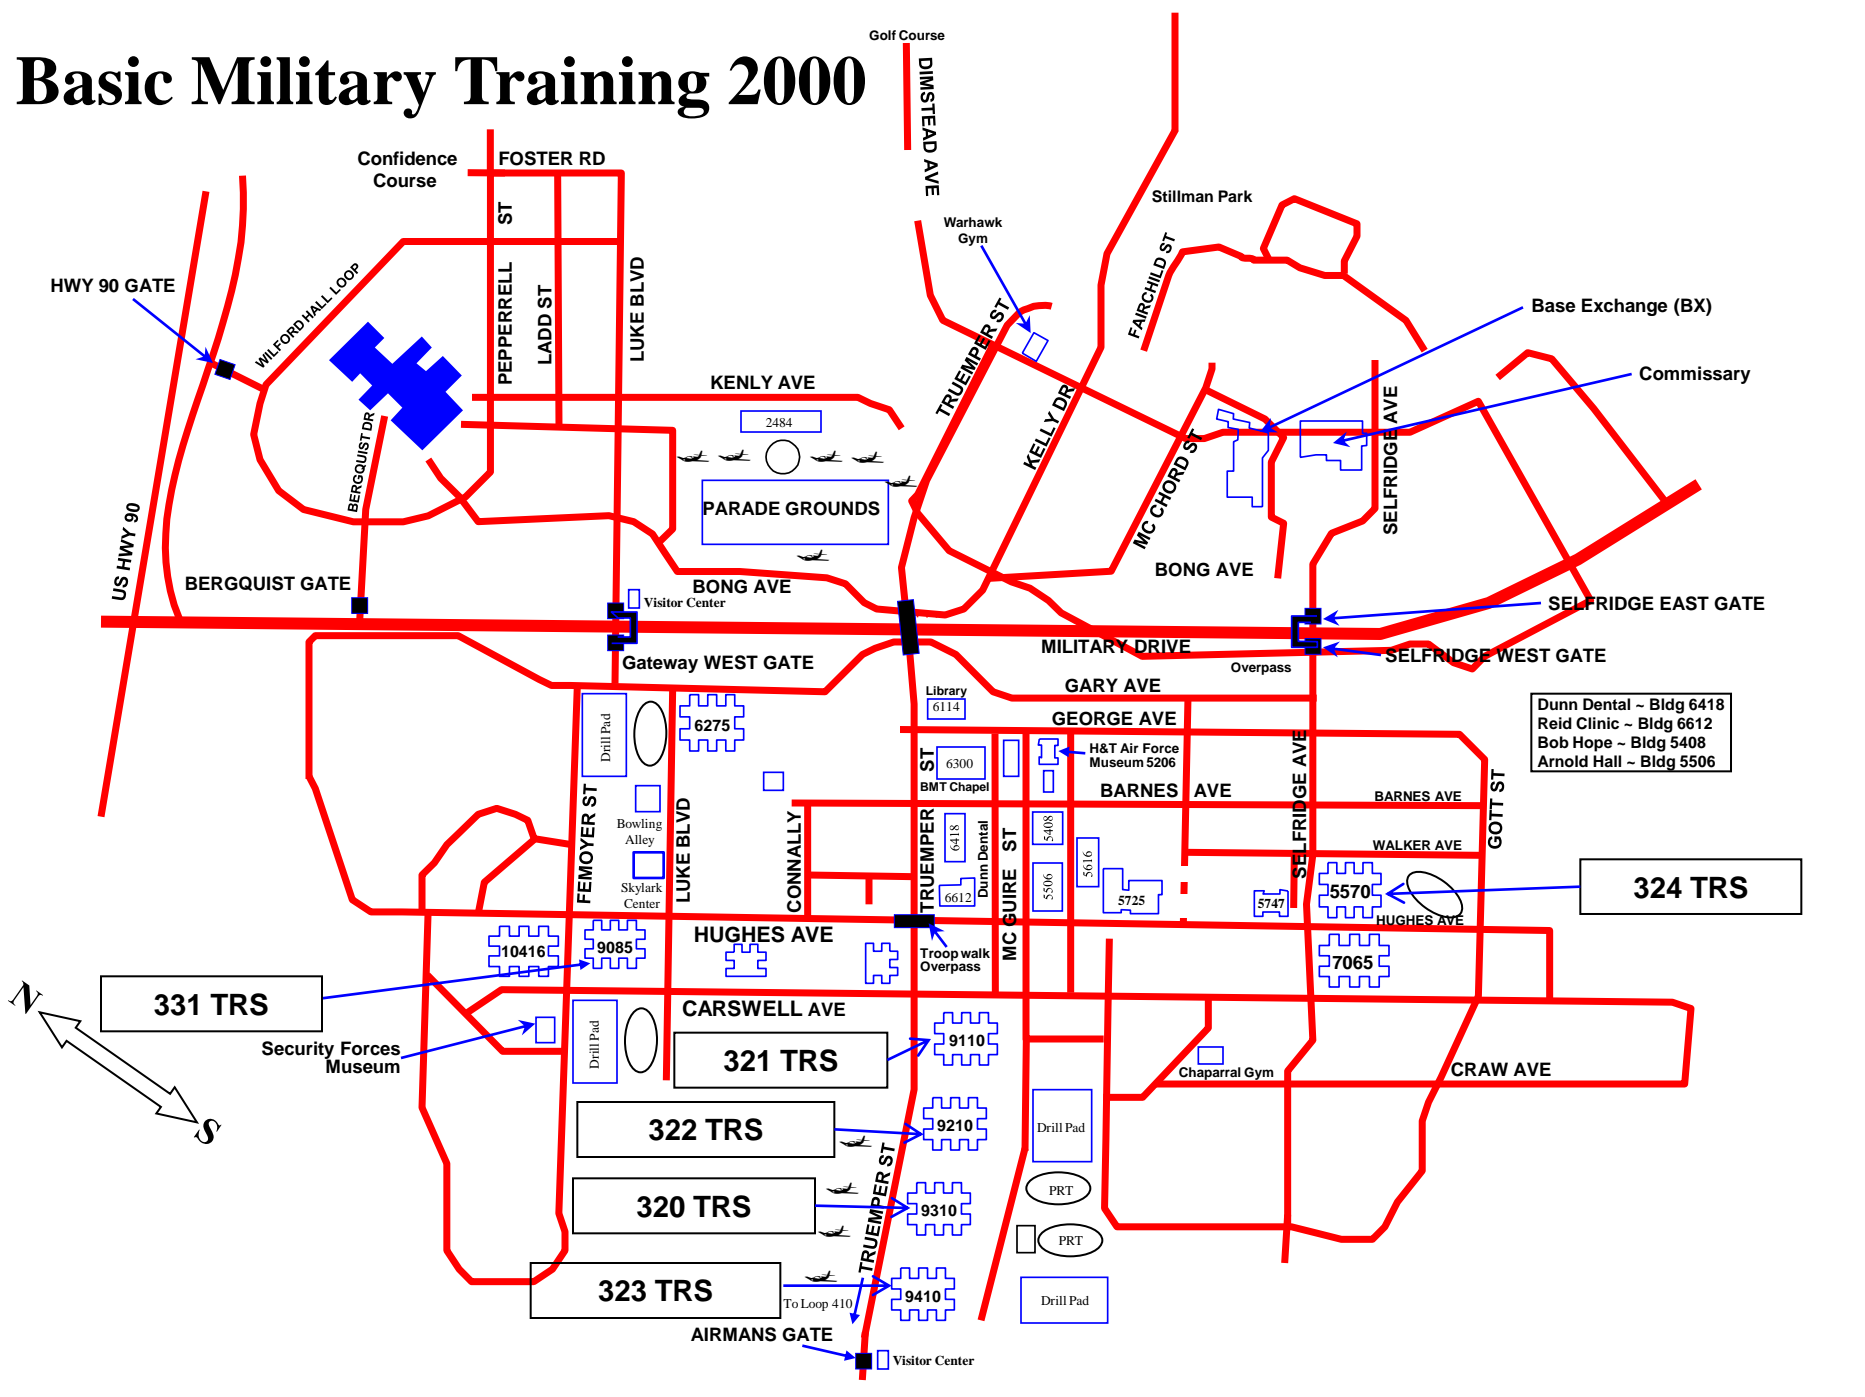 Basic Military Training 2000
Golf Course
DIMSTEAD AVE
Confidence
Course
FOSTER RD
ST
PEPPERRELL
LADD ST
LUKE BLVD
Stillman Park
Warhawk
Gym
FAIRCHILD ST
HWY 90 GATE
WILFORD HALL LOOP
TRUEMPER ST
Base Exchange (BX)
KENLY AVE
Commissary
2484
KELLY DR
MC CHORD ST
SELFRIDGE AVE
BERGQUIST DR
PARADE GROUNDS
US HWY 90
BERGQUIST GATE
BONG AVE
BONG AVE
Visitor Center
SELFRIDGE EAST GATE
MILITARY DRIVE
Gateway WEST GATE
Overpass
SELFRIDGE WEST GATE
GARY AVE
Library
6114
Dunn Dental ~ Bldg 6418
Reid Clinic ~ Bldg 6612
Bob Hope ~ Bldg 5408
Arnold Hall ~ Bldg 5506
Drill Pad
6275
GEORGE AVE
H&T Air Force
Museum 5206
ST
6300
BMT Chapel
BARNES AVE
BARNES AVE
SELFRIDGE AVE
GOTT ST
FEMOYER ST
Bowling
Alley
LUKE BLVD
CONNALLY
TRUEMPER
6418
Dunn Dental
MC GUIRE ST
5408
5616
WALKER AVE
Skylark
Center
6612
5506
5725
5747
5570
324 TRS
HUGHES AVE
HUGHES AVE
10416
9085
Troop walk
Overpass
7065
N
S
331 TRS
CARSWELL AVE
Security Forces
Museum
Drill Pad
321 TRS
9110
Chaparral Gym
CRAW AVE
322 TRS
9210
Drill Pad
320 TRS
TRUEMPER ST
9310
PRT
PRT
323 TRS
To Loop 410
9410
Drill Pad
AIRMANS GATE
Visitor Center